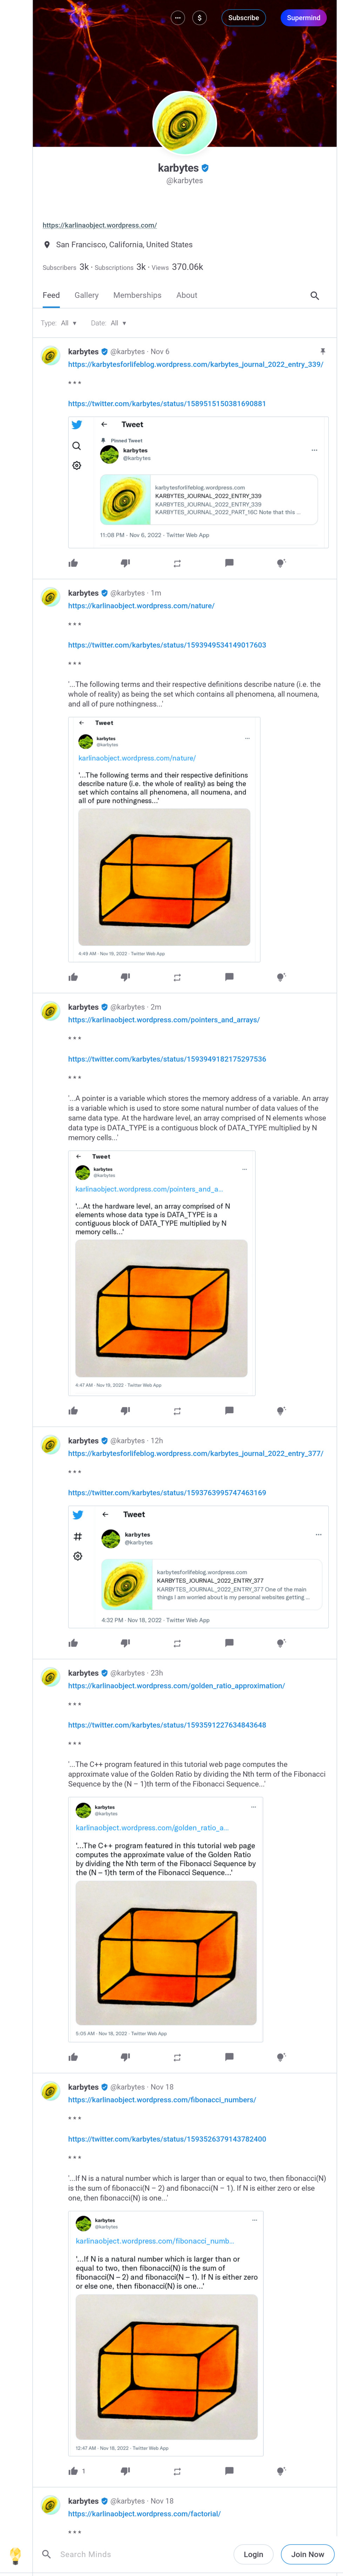 Subscribe
Supermind
karbytes
@karbytes
https://karlinaobject.wordpress.com/
San Francisco, California, United States
Subscribers 3k · Subscriptions 3k · Views 370.06k
Feed Gallery Memberships About
Type: All ▾ Date: All ▾
karbytes @karbytes · Nov 6
https://karbytesforlifeblog.wordpress.com/karbytes_journal_2022_entry_339/
* * *
https://twitter.com/karbytes/status/1589515150381690881
Tweet
Pinned Tweet
karbytes
@karbytes
karbytesforlifeblog.wordpress.com
KARBYTES_JOURNAL_2022_ENTRY_339
KARBYTES_JOURNAL_2022_ENTRY_339
KARBYTES_JOURNAL_2022_PART_16C Note that this ...
11:08 PM · Nov 6, 2022 · Twitter Web App
karbytes @karbytes · 1m
https://karlinaobject.wordpress.com/nature/
* * *
https://twitter.com/karbytes/status/1593949534149017603
* * *
'...The following terms and their respective definitions describe nature (i.e. the
whole of reality) as being the set which contains all phenomena, all noumena,
and all of pure nothingness...'
Tweet
karbytes
@karbytes
karlinaobject.wordpress.com/nature/
'...The following terms and their respective definitions
describe nature (i.e. the whole of reality) as being the
set which contains all phenomena, all noumena, and
all of pure nothingness...'
4:49 AM · Nov 19, 2022 · Twitter Web App
karbytes @karbytes · 2m
https://karlinaobject.wordpress.com/pointers_and_arrays/
* * *
https://twitter.com/karbytes/status/1593949182175297536
* * *
'...A pointer is a variable which stores the memory address of a variable. An array
is a variable which is used to store some natural number of data values of the
same data type. At the hardware level, an array comprised of N elements whose
data type is DATA_TYPE is a contiguous block of DATA_TYPE multiplied by N
memory cells...'
Tweet
karbytes
@karbytes
karlinaobject.wordpress.com/pointers_and_a...
'...At the hardware level, an array comprised of N
elements whose data type is DATA_TYPE is a
contiguous block of DATA_TYPE multiplied by N
memory cells...'
4:47 AM · Nov 19, 2022 · Twitter Web App
karbytes @karbytes · 12h
https://karbytesforlifeblog.wordpress.com/karbytes_journal_2022_entry_377/
* * *
https://twitter.com/karbytes/status/1593763995747463169
Tweet
karbytes
@karbytes
karbytesforlifeblog.wordpress.com
KARBYTES_JOURNAL_2022_ENTRY_377
KARBYTES_JOURNAL_2022_ENTRY_377 One of the main
things I am worried about is my personal websites getting ...
4:32 PM · Nov 18, 2022 · Twitter Web App
karbytes @karbytes · 23h
https://karlinaobject.wordpress.com/golden_ratio_approximation/
* * *
https://twitter.com/karbytes/status/1593591227634843648
* * *
'...The C++ program featured in this tutorial web page computes the
approximate value of the Golden Ratio by dividing the Nth term of the Fibonacci
Sequence by the (N – 1)th term of the Fibonacci Sequence...'
karbytes
@karbytes
karlinaobject.wordpress.com/golden_ratio_a...
'...The C++ program featured in this tutorial web page
computes the approximate value of the Golden Ratio
by dividing the Nth term of the Fibonacci Sequence by
the (N – 1)th term of the Fibonacci Sequence...'
5:05 AM · Nov 18, 2022 · Twitter Web App
karbytes @karbytes · Nov 18
https://karlinaobject.wordpress.com/fibonacci_numbers/
* * *
https://twitter.com/karbytes/status/1593526379143782400
* * *
'...If N is a natural number which is larger than or equal to two, then fibonacci(N)
is the sum of fibonacci(N – 2) and fibonacci(N – 1). If N is either zero or else
one, then fibonacci(N) is one...'
karbytes
@karbytes
karlinaobject.wordpress.com/fibonacci_numb...
'...If N is a natural number which is larger than or
equal to two, then fibonacci(N) is the sum of
fibonacci(N – 2) and fibonacci(N – 1). If N is either zero
or else one, then fibonacci(N) is one...'
12:47 AM · Nov 18, 2022 · Twitter Web App
1
karbytes @karbytes · Nov 18
https://karlinaobject.wordpress.com/factorial/
* * *
Search Minds
Login
Join Now